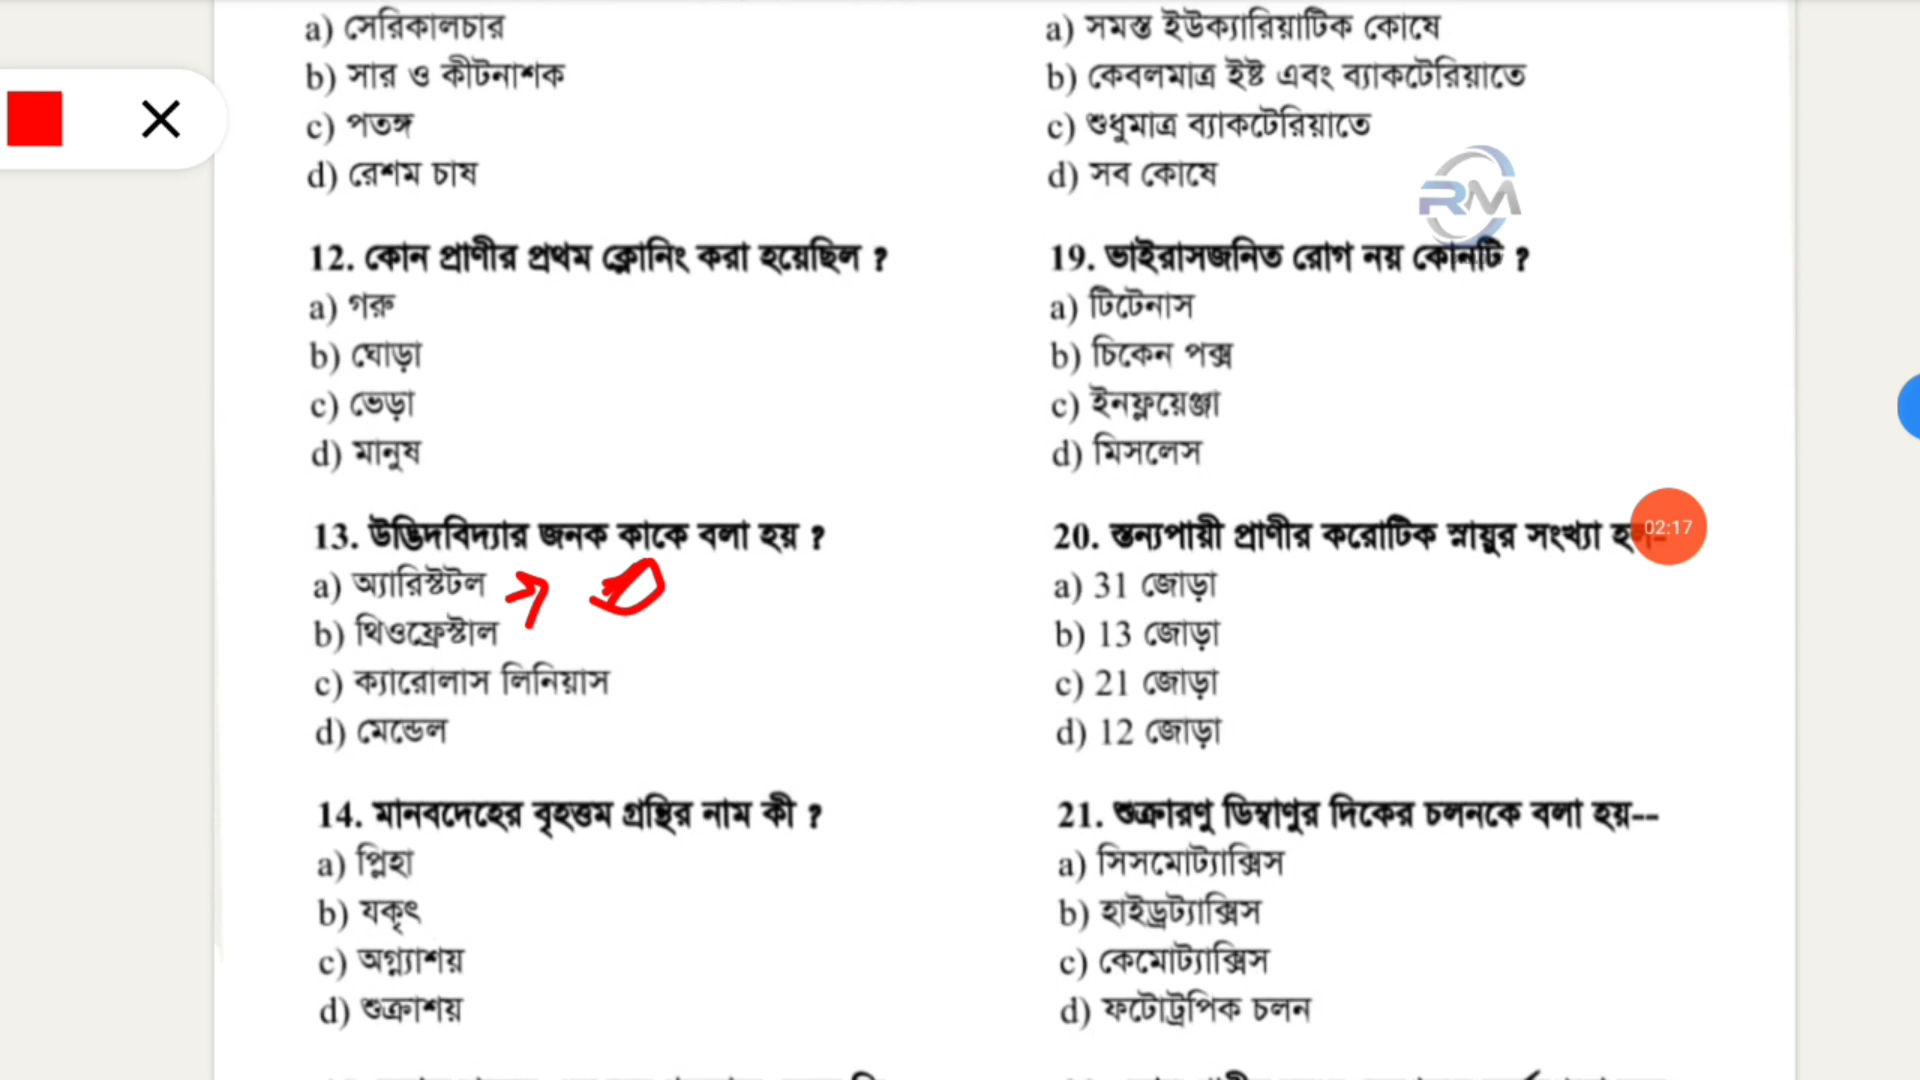 a) সেরিকালচার
b) সার ও কীটনাশক
c) পতঙ্গ
d) রেশম চাষ
12. কোন প্রাণীর প্রথম ক্লোনিং করা হয়েছিল ?
a) গরু
b) ঘোড়া
c) ভেড়া
d) মানুষ
13. উদ্ভিদবিদ্যার জনক কাকে বলা হয় ?
a) অ্যারিস্টটল
b) থিওফ্রেস্টাল
c) ক্যারোলাস লিনিয়াস
d) মেন্ডেল
14. মানবদেহের বৃহত্তম গ্রন্থির নাম কী ?
a) প্লিহা
b) যকৃৎ
c) অগ্ন্যাশয়
d) শুক্রাশয়
a) সমস্ত ইউক্যারিয়াটিক কোষে
b) কেবলমাত্র ইষ্ট এবং ব্যাকটেরিয়াতে
c) শুধুমাত্র ব্যাকটেরিয়াতে
d) সব কোষে
RM
19. ভাইরাসজনিত রোগ নয় কোনটি ?
a) টিটেনাস
b) চিকেন পক্স
c) ইনফ্লয়েঞ্জা
d) মিসলেস
20. স্তন্যপায়ী প্রাণীর করোটিক স্নায়ুর সংখ্যা
02:17
a) 31 জোড়া
b) 13 জোড়া
c) 21 জোড়া
d) 12 জোড়া
21. শুক্রারণু ডিম্বাণুর দিকের চলনকে বলা হয়--
a) সিসমোট্যাক্সিস
b) হাইড্রট্যাক্সিস
c) কেমোট্যাক্সিস
d) ফটোট্রপিক চলন